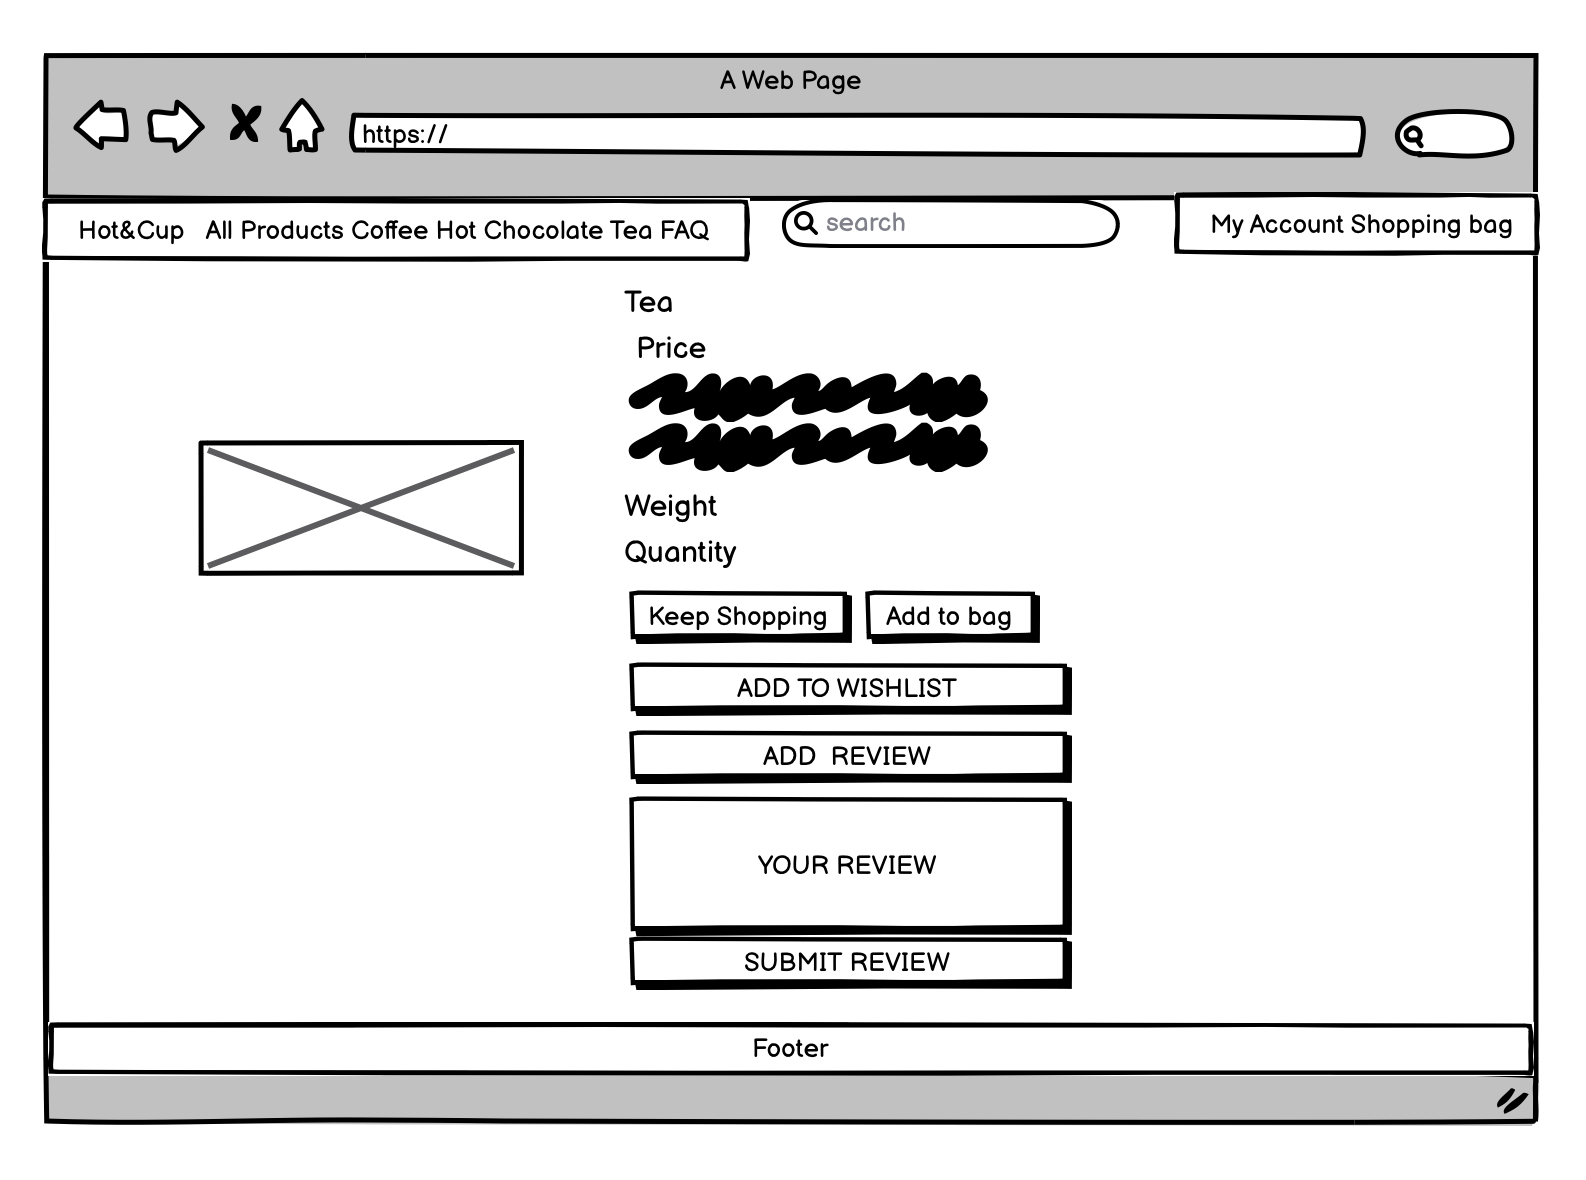 A Web Page
https://
Hot&Cup All Products Coffee Hot Chocolate Tea FAQ
search
My Account Shopping bag
Tea
Price
Weight
Quantity
Keep Shopping
Add to bag
ADD TO WISHLIST
ADD REVIEW
YOUR REVIEW
SUBMIT REVIEW
Footer